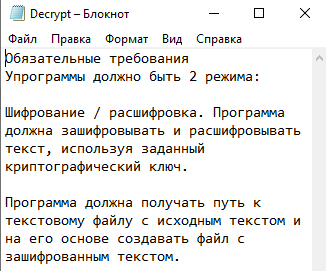 Decrypt – Блокнот
Файл Правка Формат Вид Справка
Обязательные требования
Упрограммы должно быть 2 режима:
Шифрование / расшифровка. Программа
должна зашифровывать и расшифровывать
текст, используя заданный
криптографический ключ.
Программа должна получать путь к
текстовому файлу с исходным текстом и
на его основе создавать файл с
зашифрованным текстом.